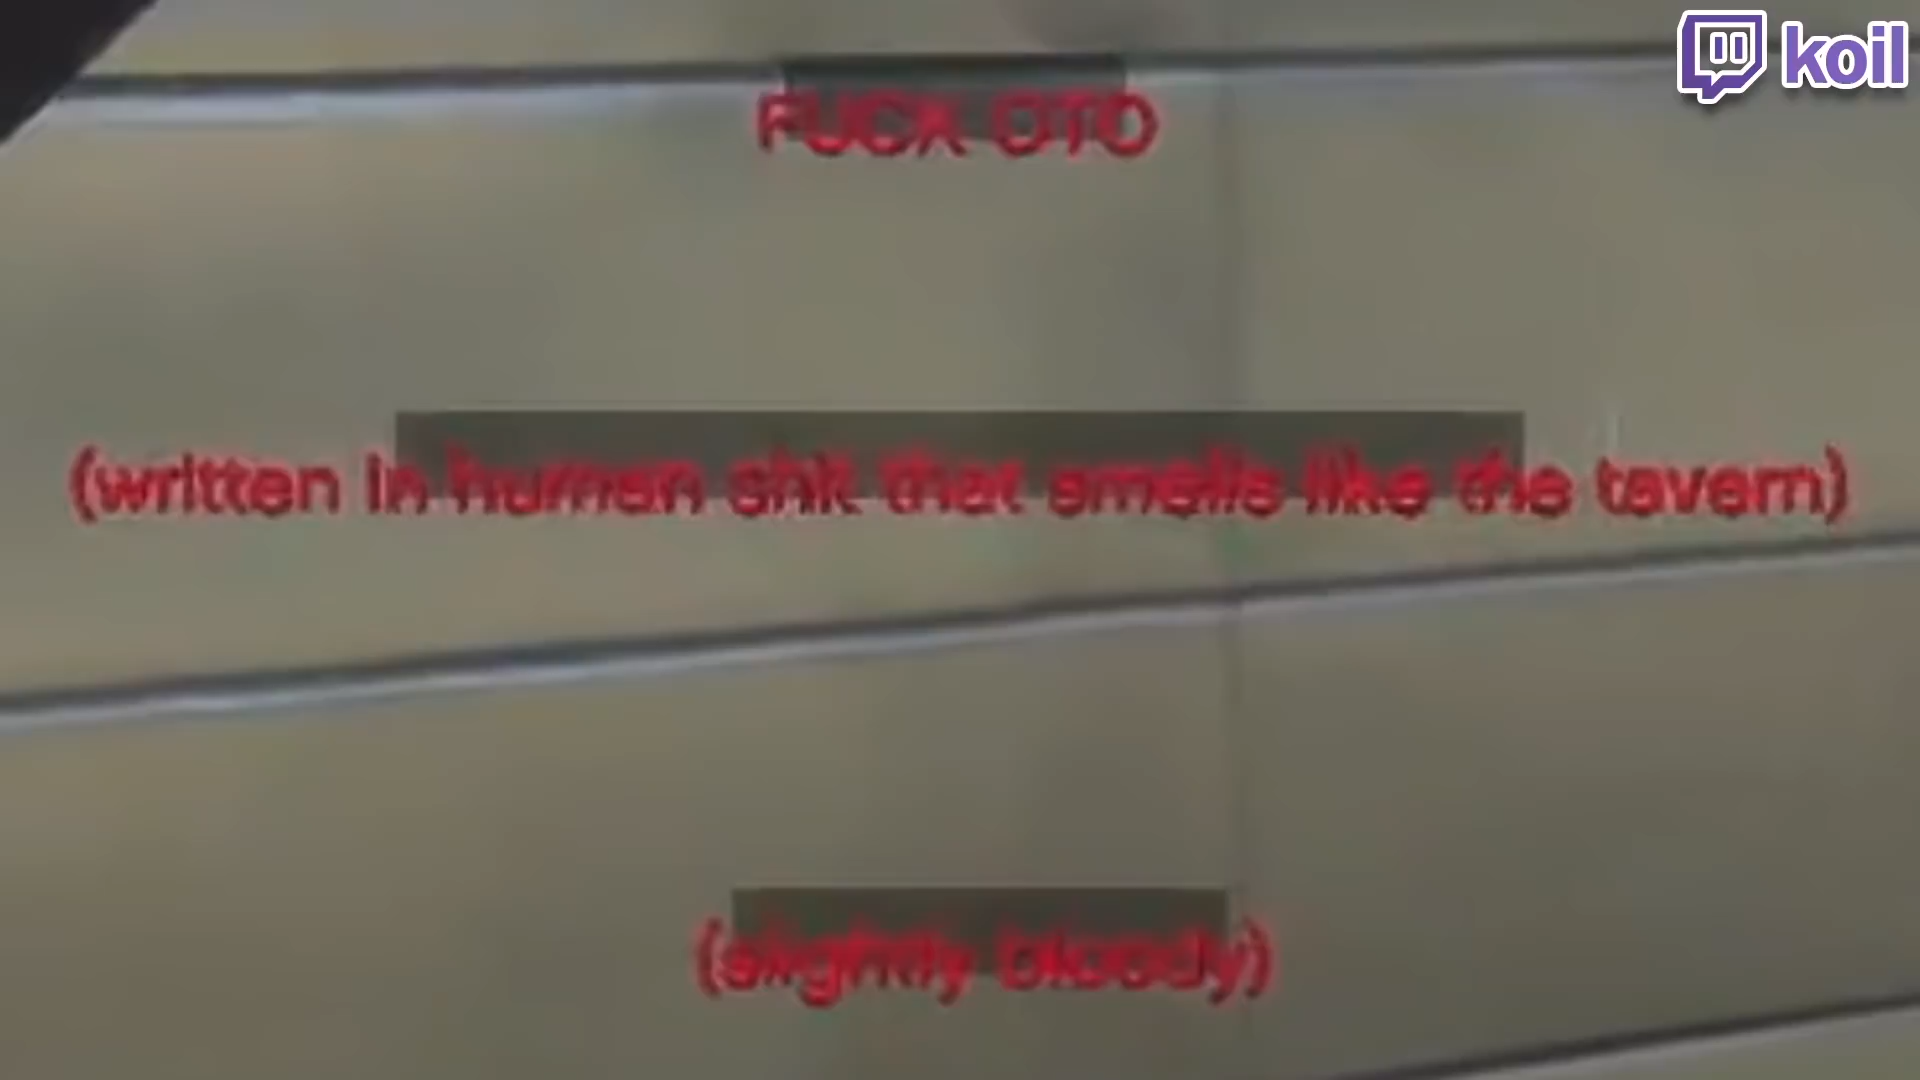 koil
FUCK OTO
(written in human shit that smells like the tavern)
(slightly bloody)